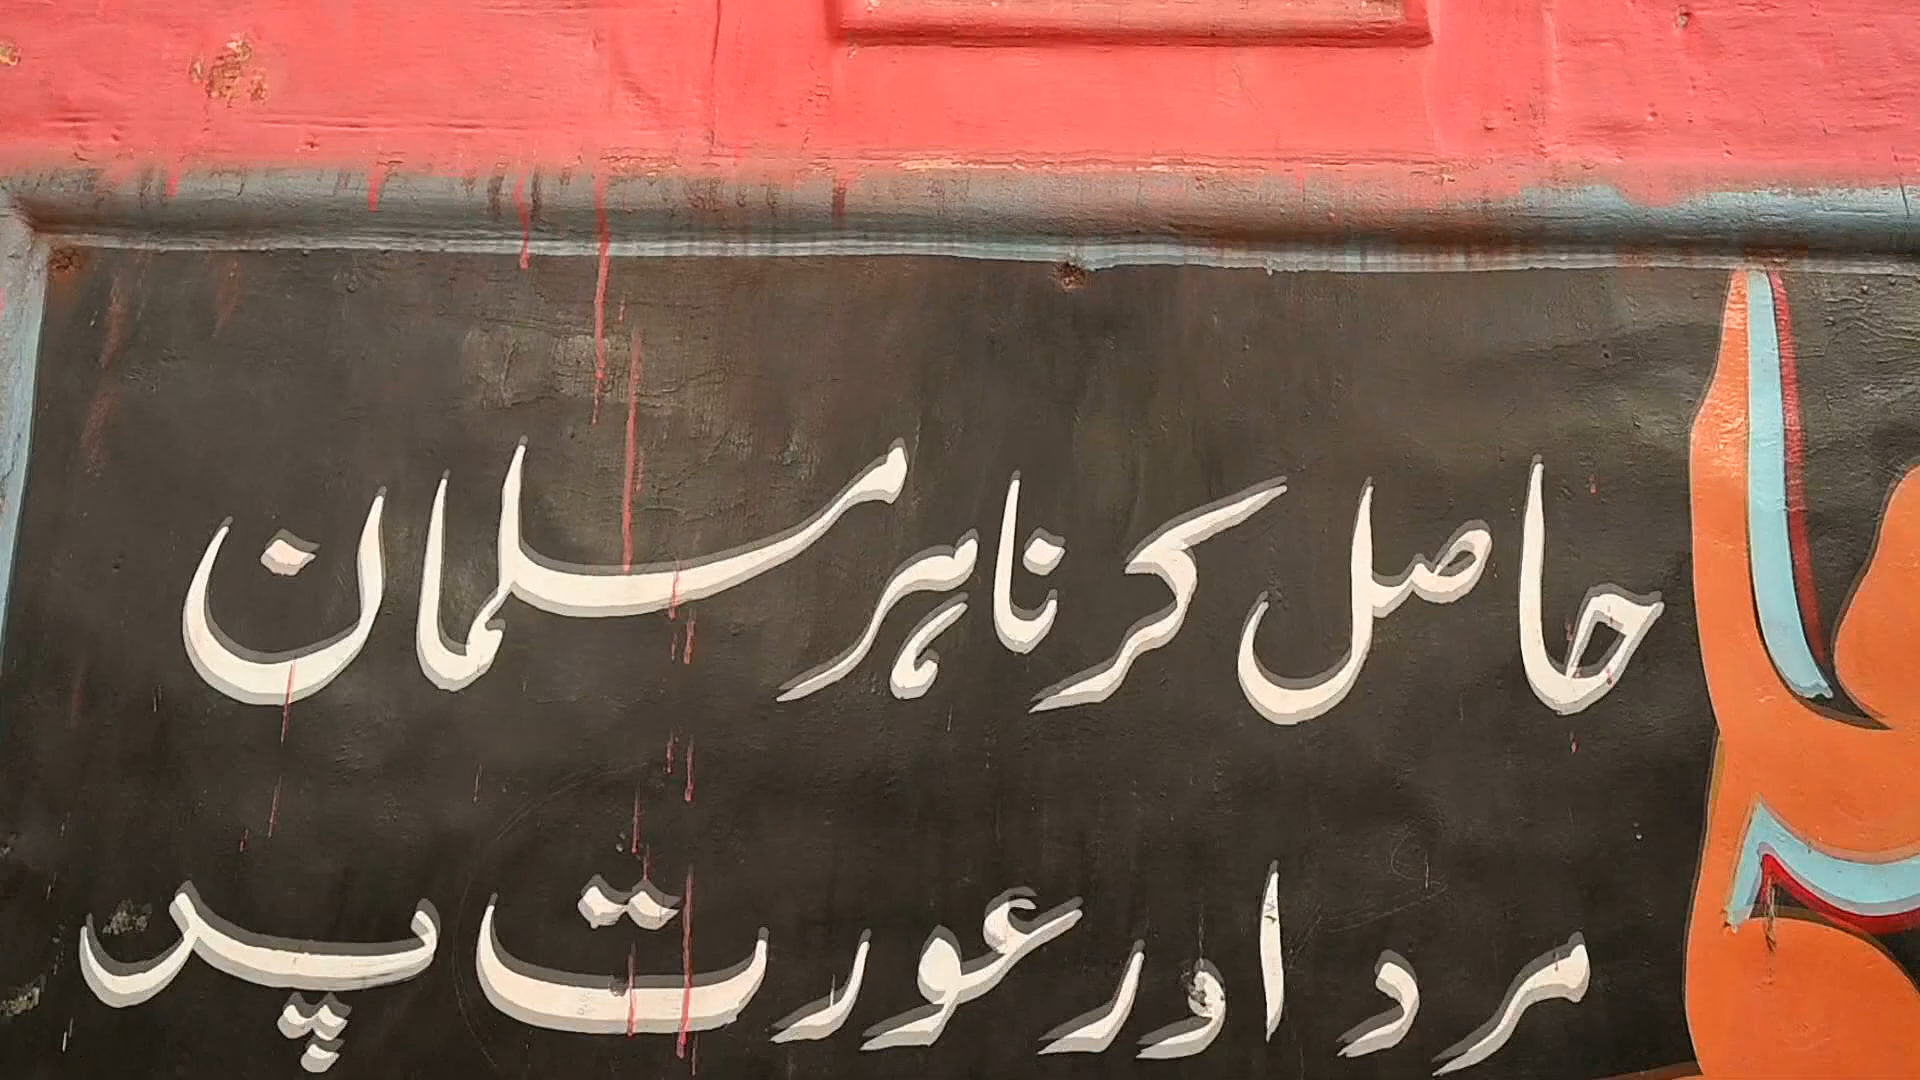 حاصل کرنا ہر مسلمان
مرد اور عورت پر